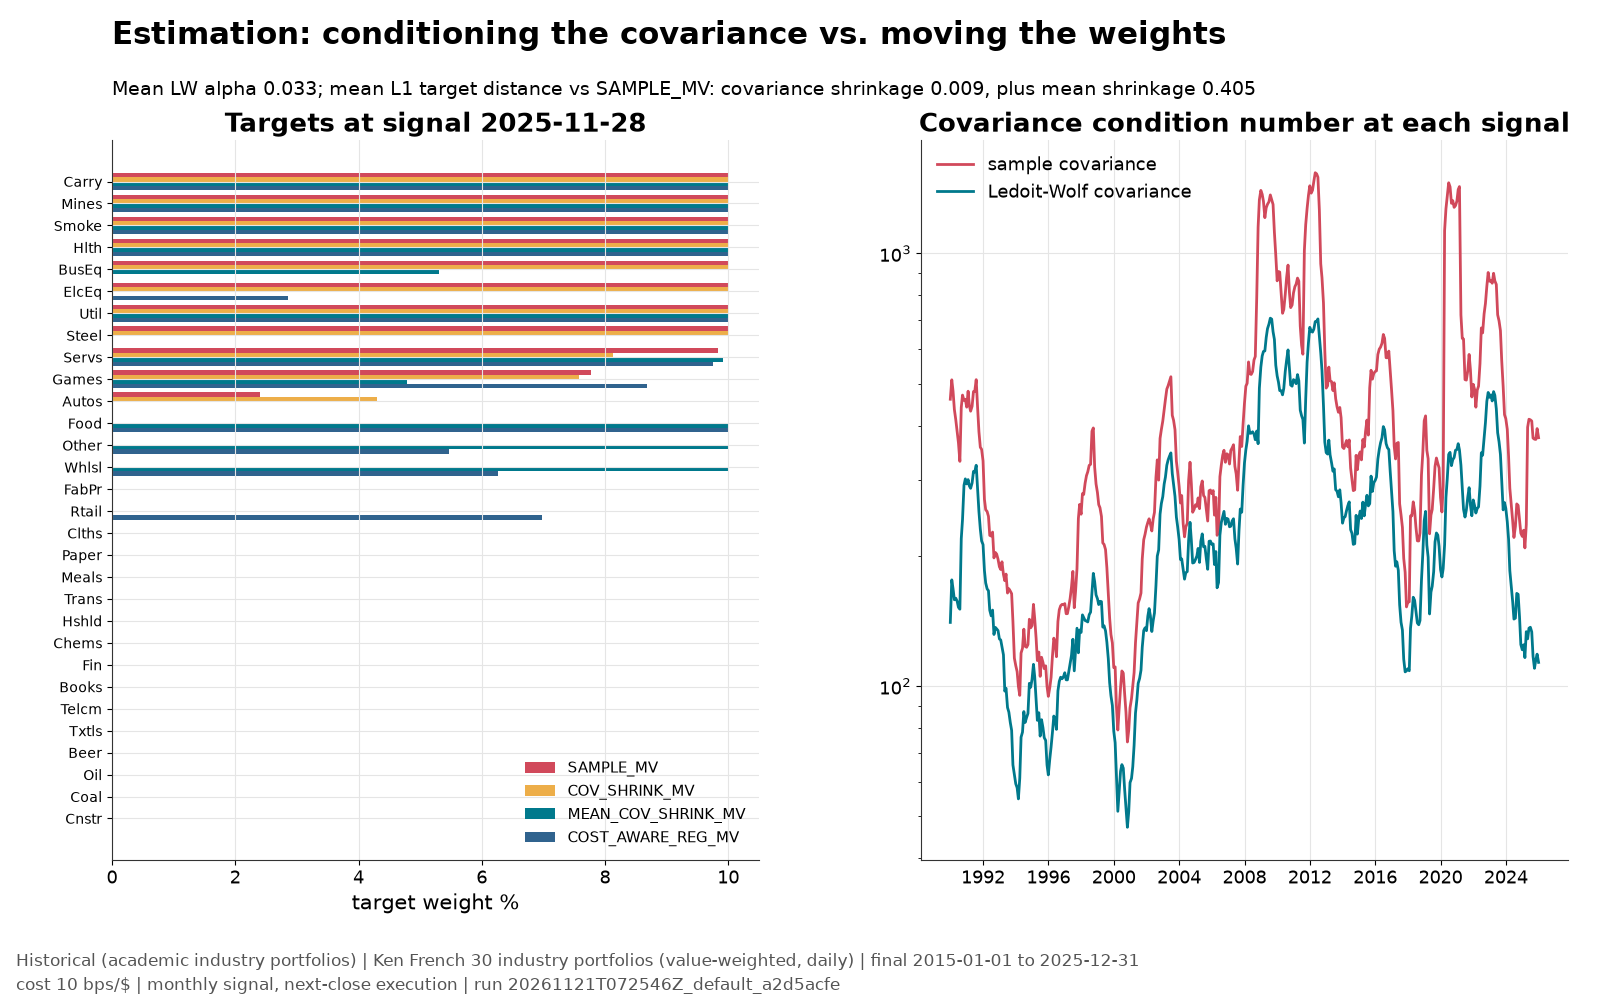 Estimation: conditioning the covariance vs. moving the weights
Mean LW alpha 0.033; mean L1 target distance vs SAMPLE_MV: covariance shrinkage 0.009, plus mean shrinkage 0.405
Targets at signal 2025-11-28
Carry
Mines
Smoke
Hlth
BusEq
ElcEq
Util
Steel
Servs
Games
Autos
Food
Other
Whlsl
FabPr
Rtail
Clths
Paper
Meals
Trans
Hshld
Chems
Fin
Books
Telcm
Txtls
Beer
Oil
Coal
Cnstr
SAMPLE_MV
COV_SHRINK_MV
MEAN_COV_SHRINK_MV
COST_AWARE_REG_MV
0 2 4 6 8 10
target weight %
Covariance condition number at each signal
sample covariance
Ledoit-Wolf covariance
10³
10²
1992 1996 2000 2004 2008 2012 2016 2020 2024
Historical (academic industry portfolios) | Ken French 30 industry portfolios (value-weighted, daily) | final 2015-01-01 to 2025-12-31
cost 10 bps/$ | monthly signal, next-close execution | run 20261121T072546Z_default_a2d5acfe